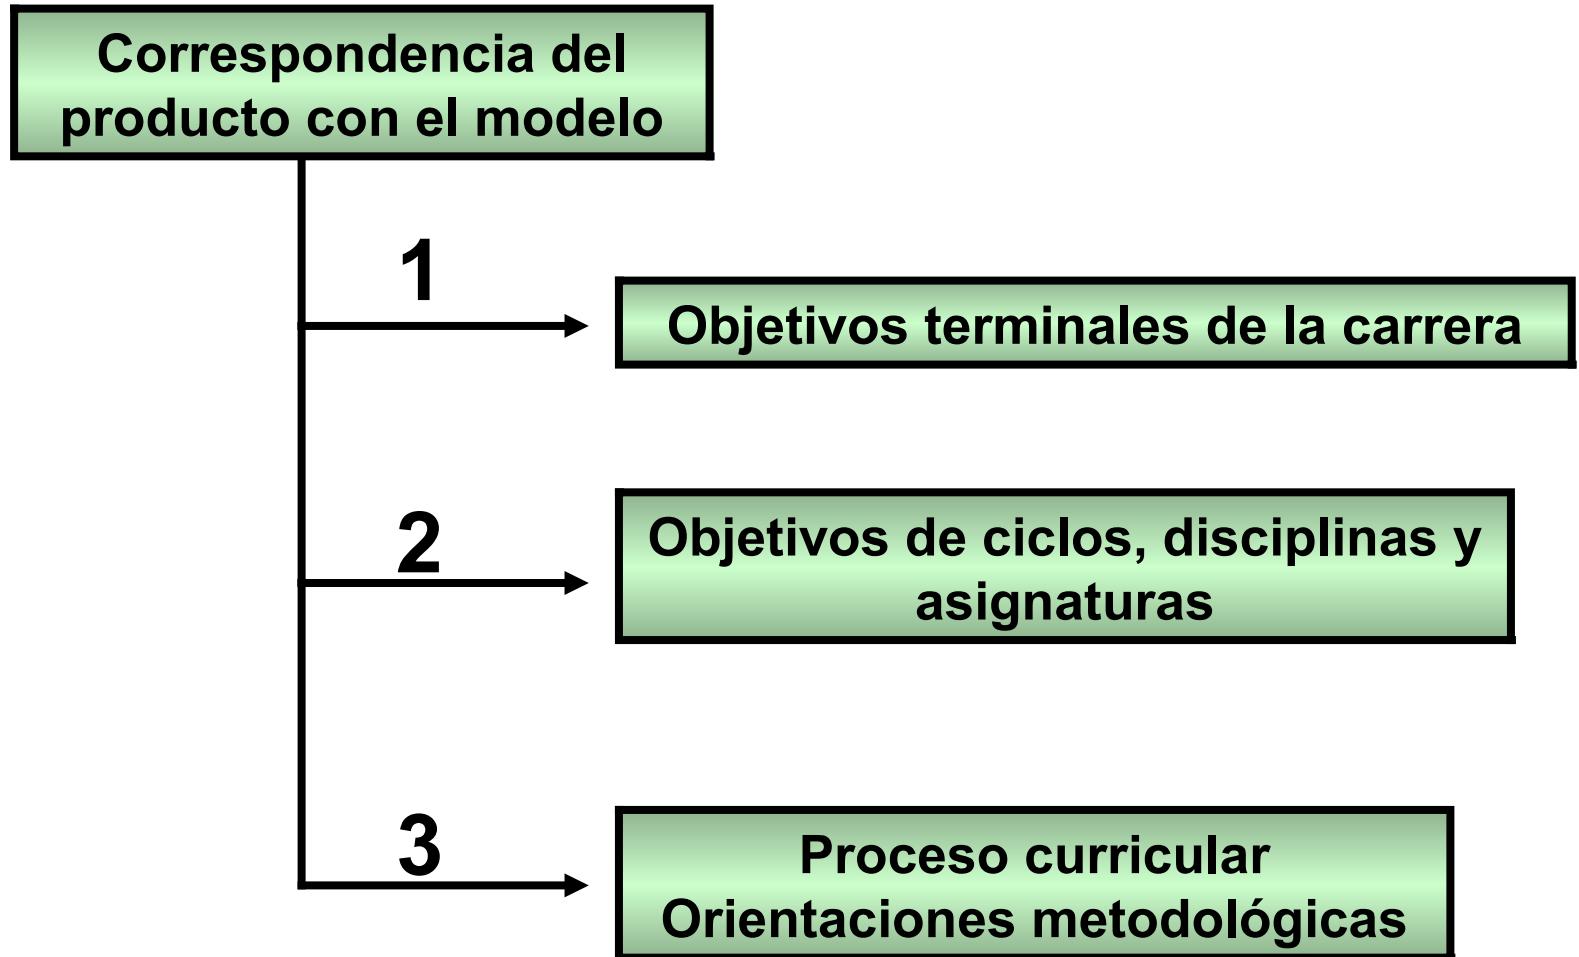 Correspondencia del
producto con el modelo
1
Objetivos terminales de la carrera
2
Objetivos de ciclos, disciplinas y
asignaturas
3
Proceso curricular
Orientaciones metodológicas